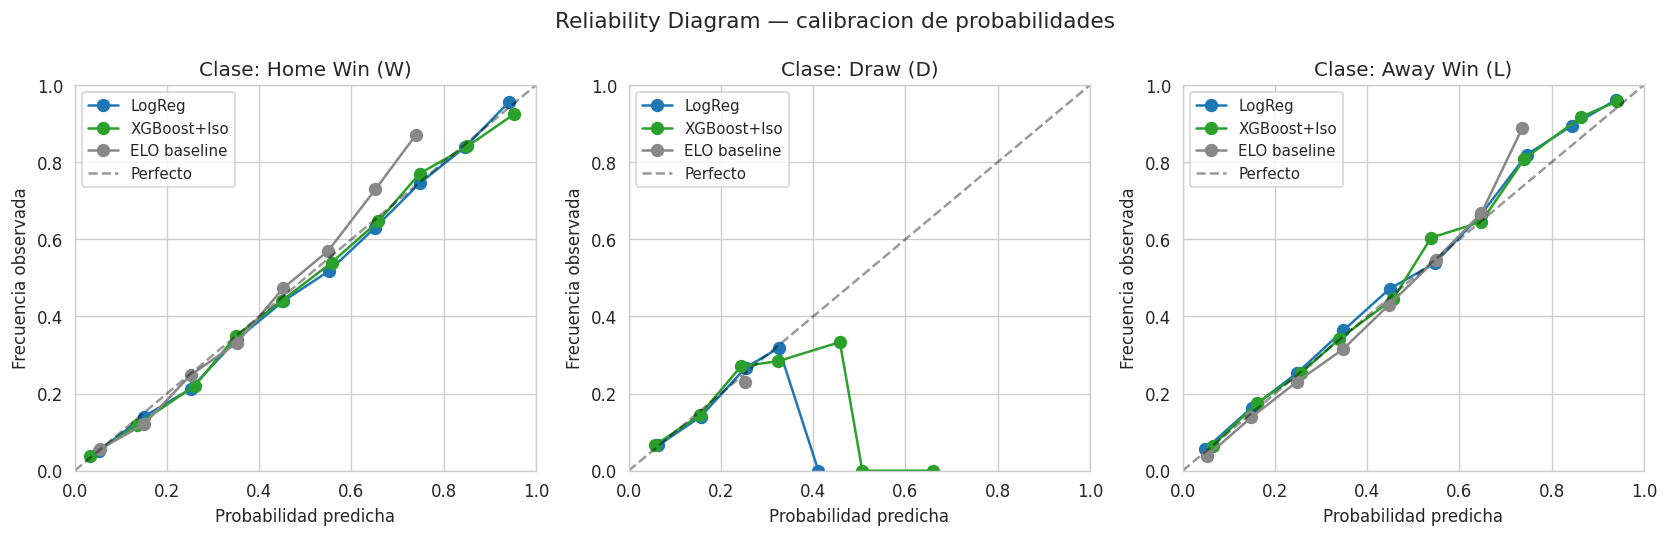 Reliability Diagram — calibracion de probabilidades
Clase: Home Win (W)
1.0
0.8
0.6
0.4
0.2
0.0
Frecuencia observada
LogReg
XGBoost+Iso
ELO baseline
Perfecto
0.0 0.2 0.4 0.6 0.8 1.0
Probabilidad predicha
Clase: Draw (D)
1.0
0.8
0.6
0.4
0.2
0.0
Frecuencia observada
LogReg
XGBoost+Iso
ELO baseline
Perfecto
0.0 0.2 0.4 0.6 0.8 1.0
Probabilidad predicha
Clase: Away Win (L)
1.0
0.8
0.6
0.4
0.2
0.0
Frecuencia observada
LogReg
XGBoost+Iso
ELO baseline
Perfecto
0.0 0.2 0.4 0.6 0.8 1.0
Probabilidad predicha